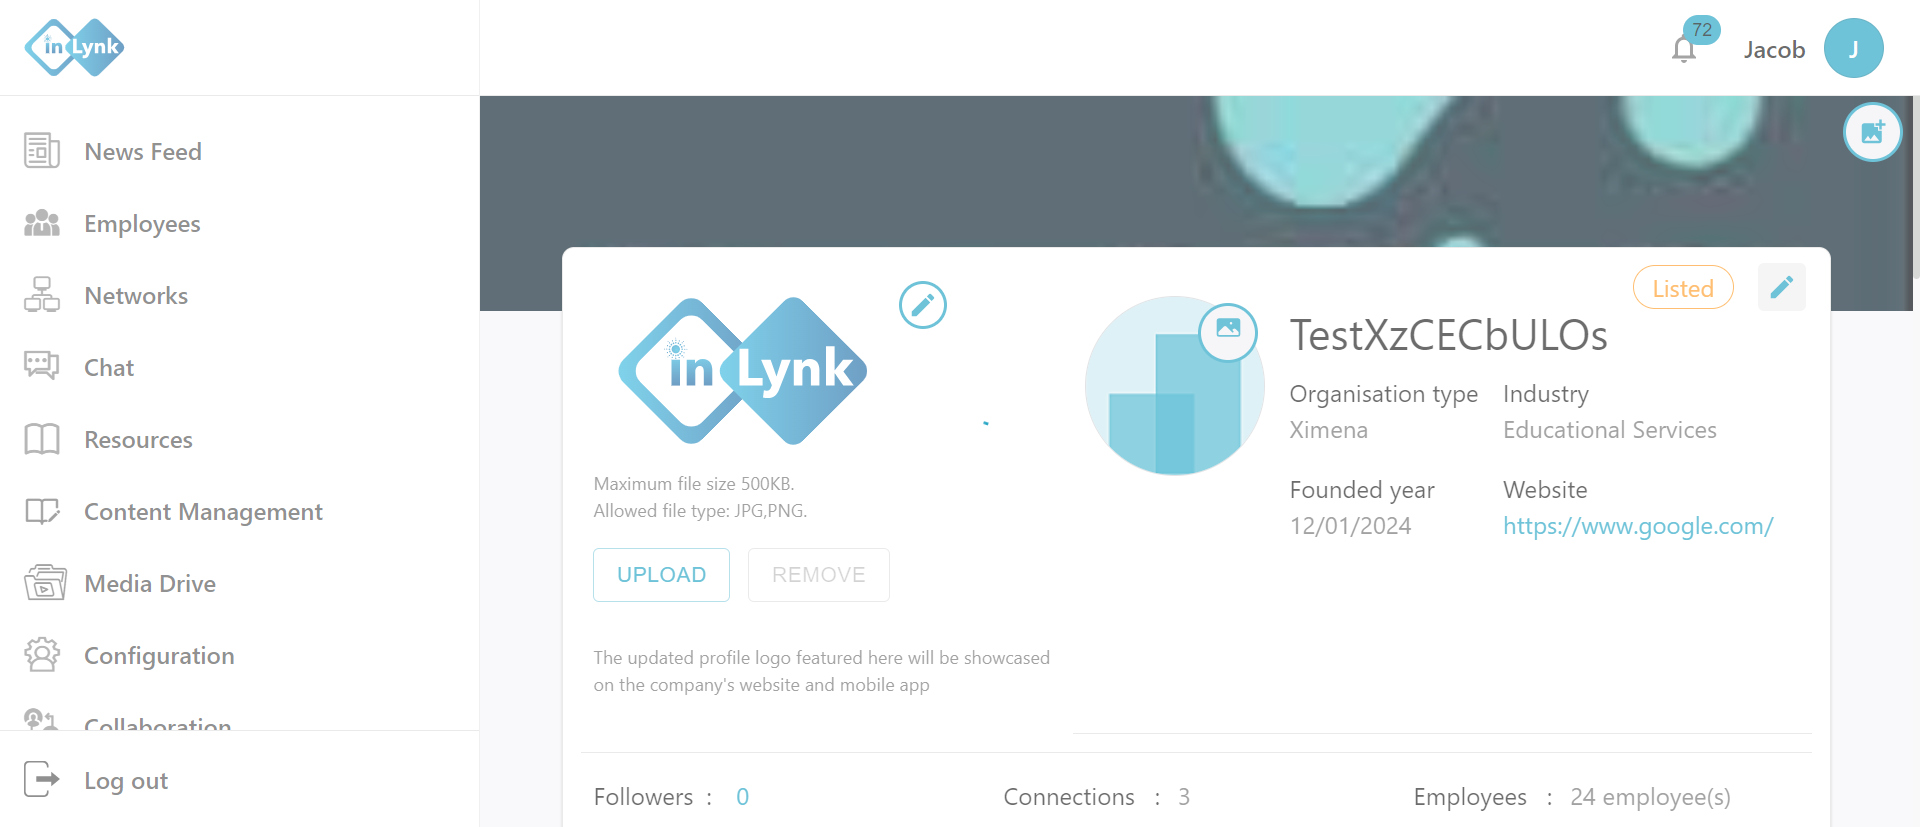 in Lynk
72
Jacob
J
News Feed
Employees
Networks
Chat
Resources
Content Management
Media Drive
Configuration
Collaboration
Log out
in Lynk
Maximum file size 500KB.
Allowed file type: JPG,PNG.
UPLOAD REMOVE
The updated profile logo featured here will be showcased
on the company's website and mobile app
Listed
TestXzCECbULOs
Organisation type Industry
Ximena Educational Services
Founded year Website
12/01/2024 https://www.google.com/
Followers : 0 Connections : 3 Employees : 24 employee(s)